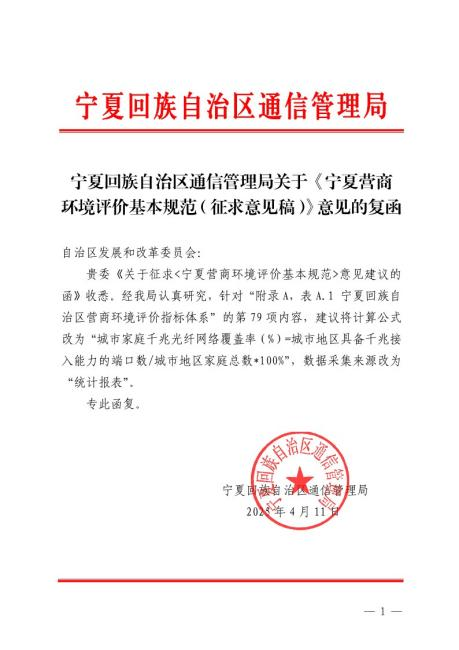 宁夏回族自治区通信管理局
宁夏回族自治区通信管理局关于《宁夏营商
环境评价基本规范（征求意见稿）》意见的复函
自治区发展和改革委员会：
贵委《关于征求<宁夏营商环境评价基本规范>意见建议的
函》收悉。经我局认真研究，针对“附录A，表A.1 宁夏回族自
治区营商环境评价指标体系”的第79项内容，建议将计算公式
改为“城市家庭千兆光纤网络覆盖率（%）=城市地区具备千兆接
入能力的端口数/城市地区家庭总数*100%”，数据采集来源改为
“统计报表”。
专此函复。
宁夏回族自治区通信管理局
宁夏回族自治区通信管理局
2023年4月11日
— 1 —